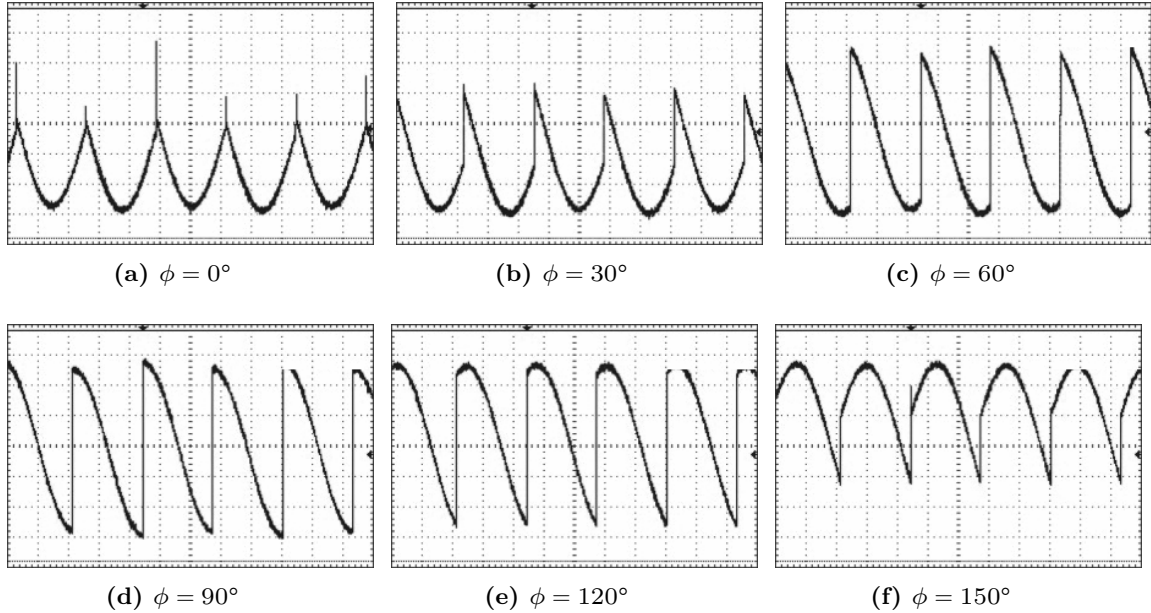 (a) ϕ = 0°
(b) ϕ = 30°
(c) ϕ = 60°
(d) ϕ = 90°
(e) ϕ = 120°
(f) ϕ = 150°